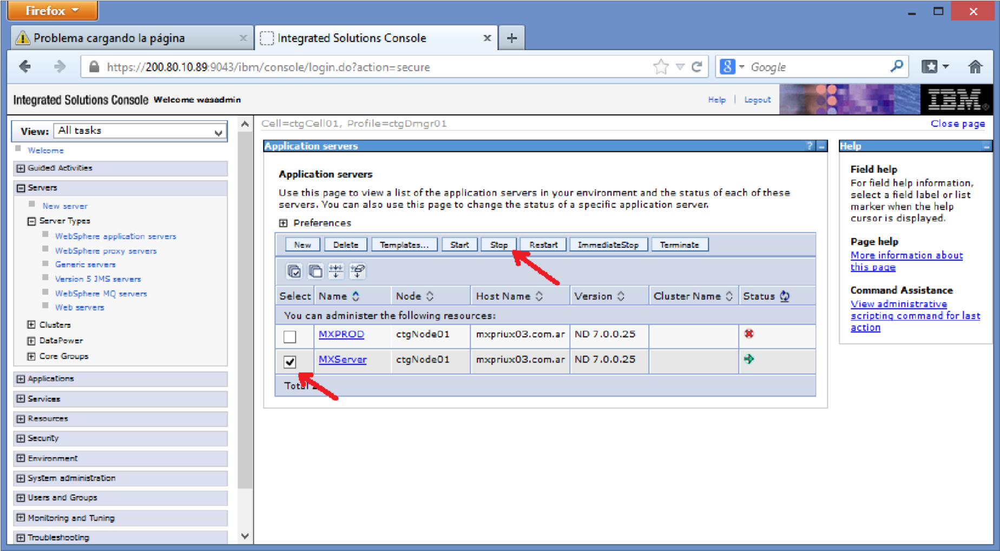 Firefox
Problema cargando la página
Integrated Solutions Console
https://200.80.10.89:9043/ibm/console/login.do?action=secure
Google
Integrated Solutions Console Welcome wasadmin
Help | Logout
IBM®
View: All tasks
Welcome
Guided Activities
Servers
New server
Server Types
WebSphere application servers
WebSphere proxy servers
Generic servers
Version 5 JMS servers
WebSphere MQ servers
Web servers
Clusters
DataPower
Core Groups
Applications
Services
Resources
Security
Environment
System administration
Users and Groups
Monitoring and Tuning
Troubleshooting
Cell=ctgCell01, Profile=ctgDmgr01
Close page
Application servers
Application servers
Use this page to view a list of the application servers in your environment and the status of each of these
servers. You can also use this page to change the status of a specific application server.
Preferences
New Delete Templates... Start Stop Restart ImmediateStop Terminate
Select Name Node Host Name Version Cluster Name Status
You can administer the following resources:
MXPROD ctgNode01 mxpriux03.com.ar ND 7.0.0.25
MXServer ctgNode01 mxpriux03.com.ar ND 7.0.0.25
Total
Help
Field help
For field help information,
select a field label or list
marker when the help
cursor is displayed.
Page help
More information about
this page
Command Assistance
View administrative
scripting command for last
action